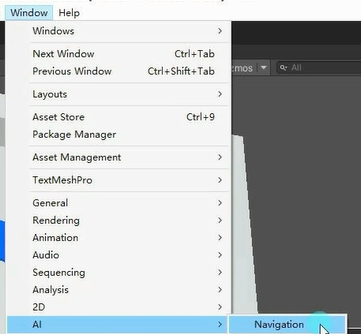 Window Help
Windows
Next Window Ctrl+Tab
Previous Window Ctrl+Shift+Tab
Layouts
Asset Store Ctrl+9
Package Manager
Asset Management
TextMeshPro
General
Rendering
Animation
Audio
Sequencing
Analysis
2D
AI
Navigation
zmos
All